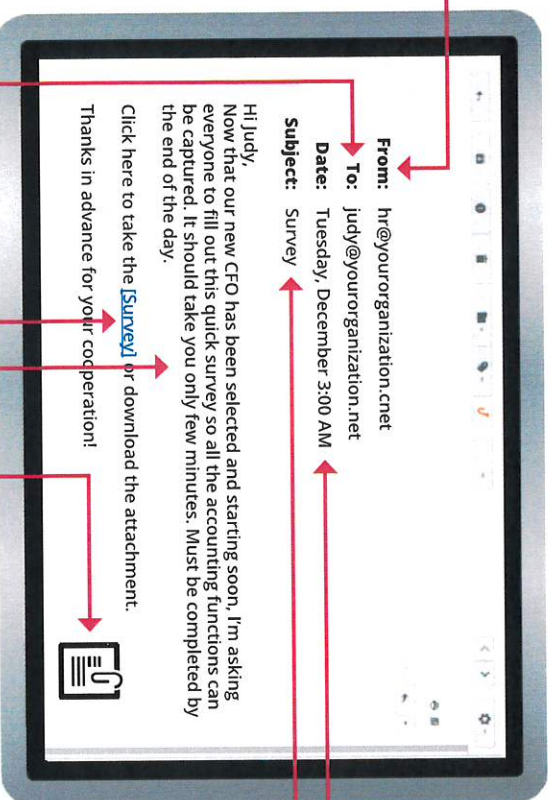 From: hr@yourorganization.cnet
To: judy@yourorganization.net
Date: Tuesday, December 3:00 AM
Subject: Survey
Hi Judy,
Now that our new CFO has been selected and starting soon, I'm asking
everyone to fill out this quick survey so all the accounting functions can
be captured. It should take you only few minutes. Must be completed by
the end of the day.
Click here to take the [Survey] or download the attachment.
Thanks in advance for your cooperation!